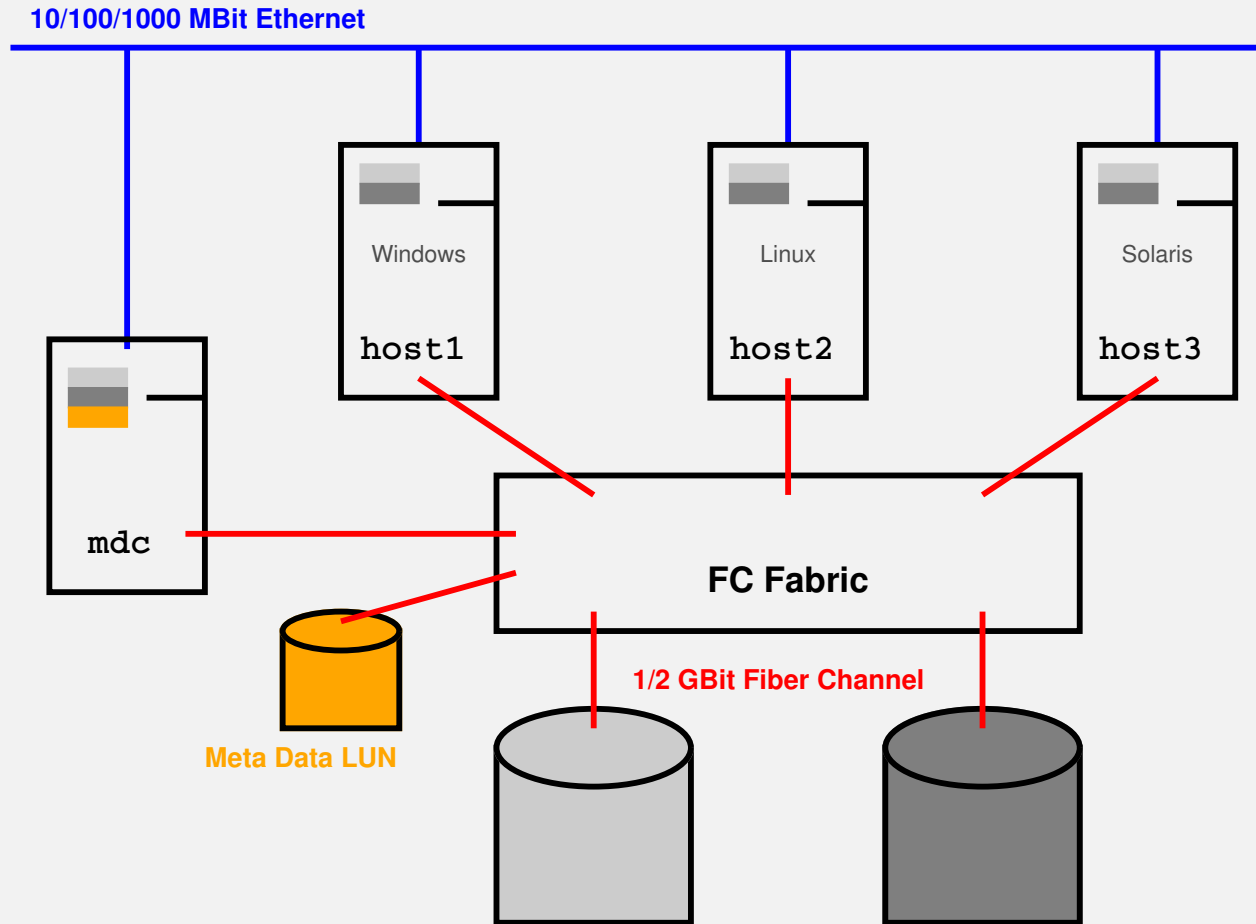 10/100/1000 MBit Ethernet
Windows
Linux
Solaris
host1
host2
host3
mdc
FC Fabric
1/2 GBit Fiber Channel
Meta Data LUN